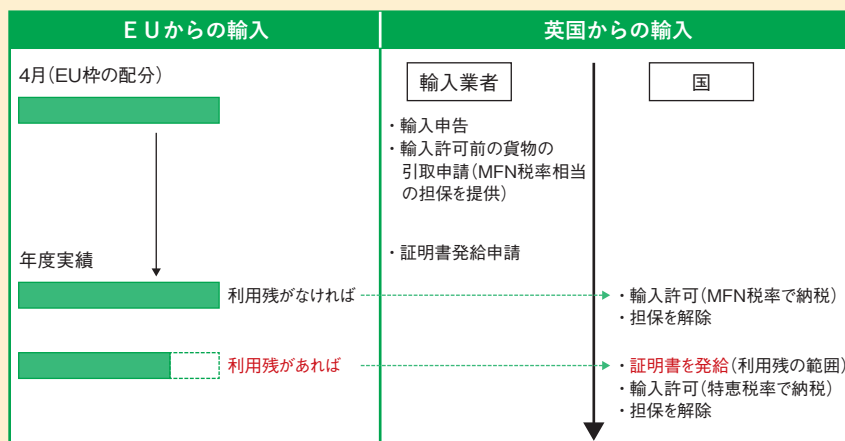 ＥＵからの輸入
英国からの輸入
4月（EU枠の配分）
輸入業者
国
・輸入申告
・輸入許可前の貨物の
引取申請（MFN税率相当
の担保を提供）
・証明書発給申請
年度実績
利用残がなければ
・輸入許可（MFN税率で納税）
・担保を解除
利用残があれば
・証明書を発給（利用残の範囲）
・輸入許可（特恵税率で納税）
・担保を解除